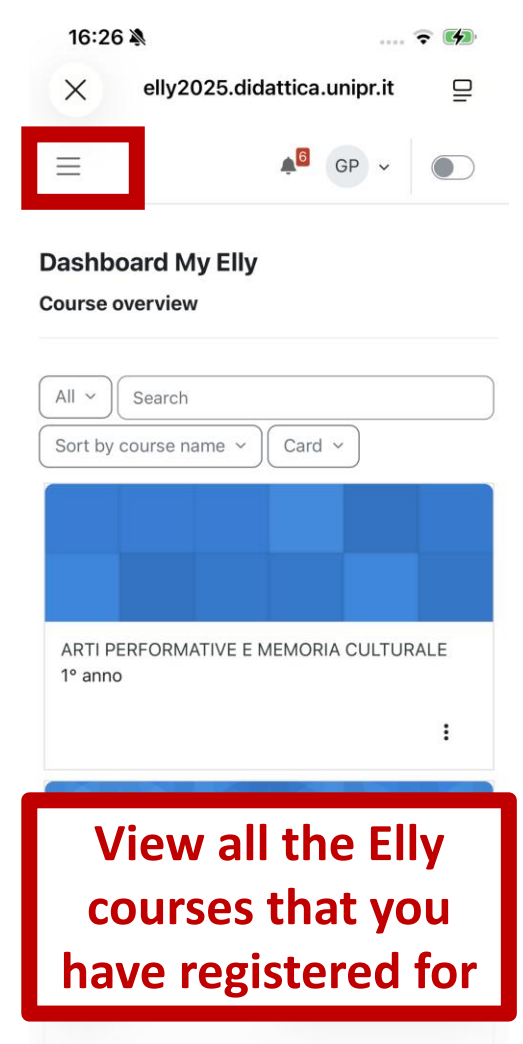 16:26
elly2025.didattica.unipr.it
6
GP
Dashboard My Elly
Course overview
All
Search
Sort by course name
Card
ARTI PERFORMATIVE E MEMORIA CULTURALE
1° anno
View all the Elly
courses that you
have registered for